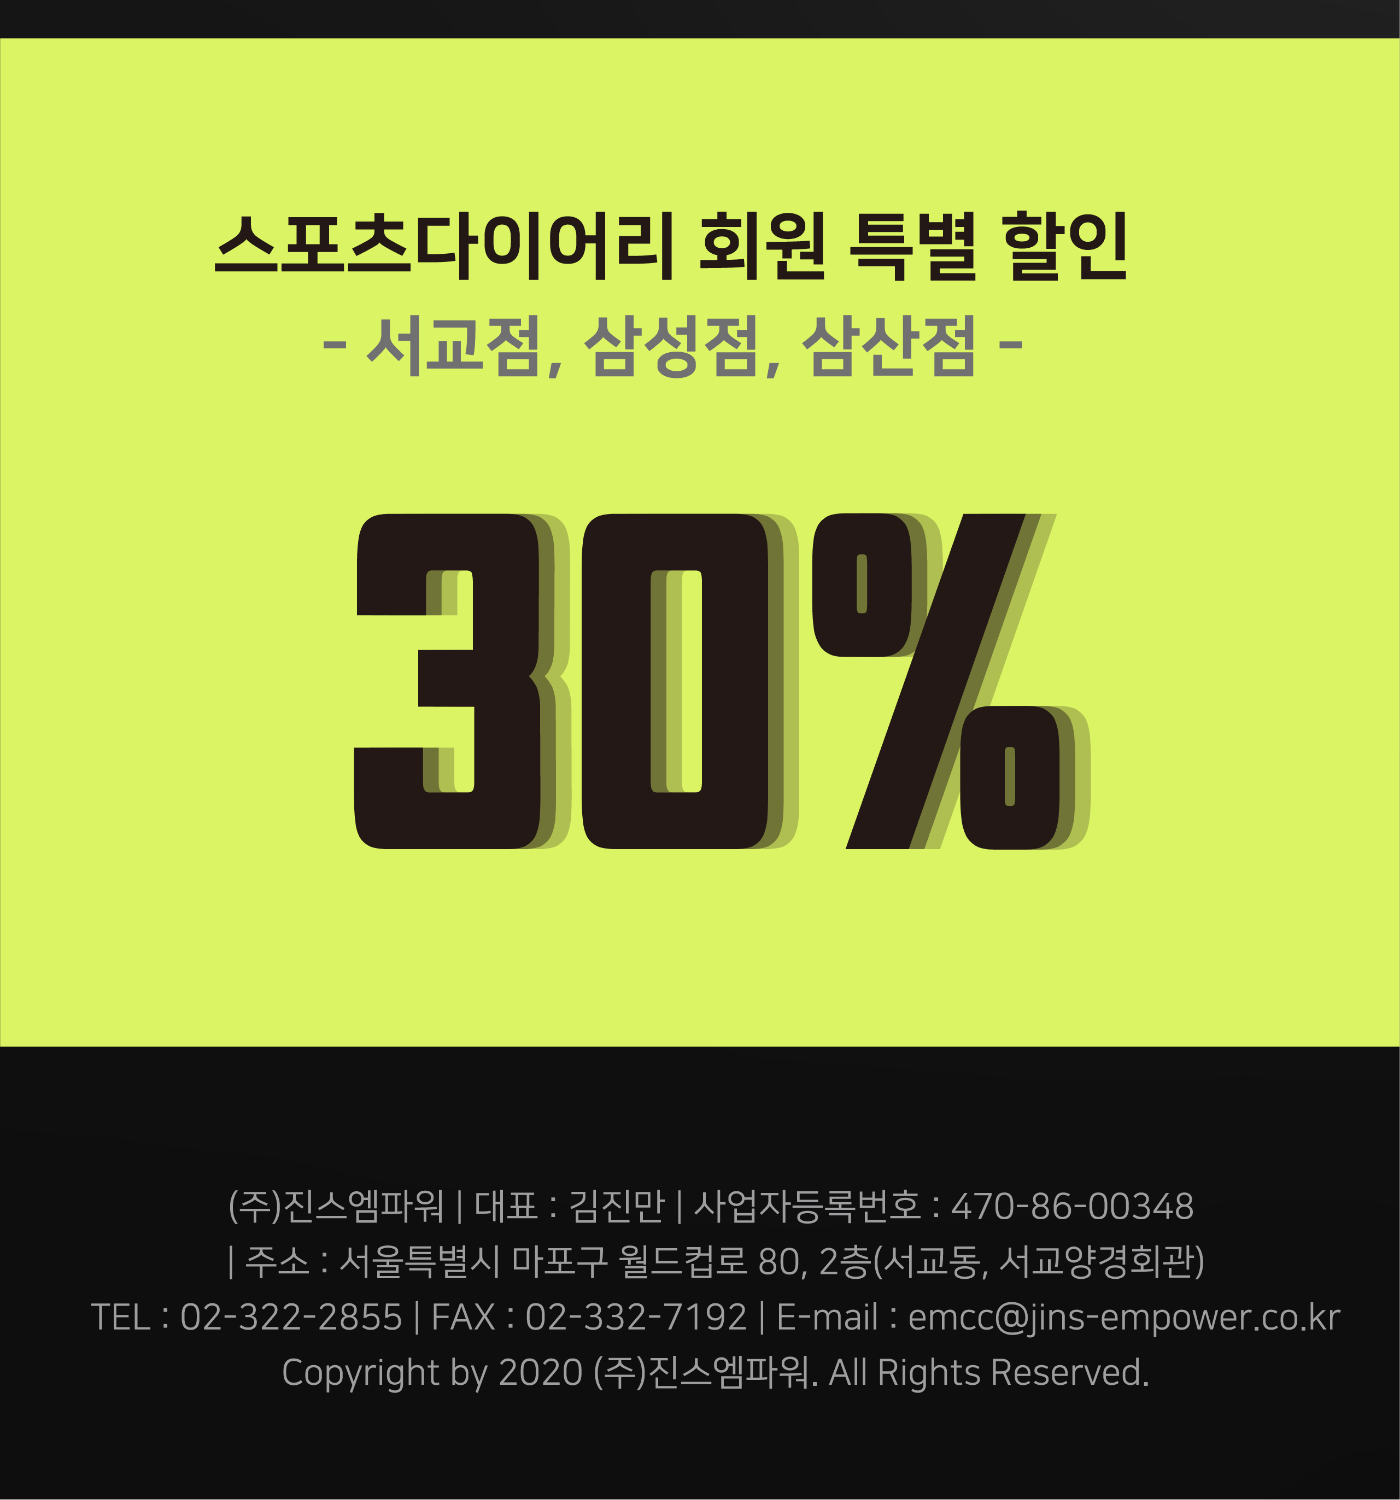 스포츠다이어리 회원 특별 할인
- 서교점, 삼성점, 삼산점 -
30%
(주)진스엠파워 | 대표 : 김진만 | 사업자등록번호 : 470-86-00348
| 주소 : 서울특별시 마포구 월드컵로 80, 2층(서교동, 서교양경회관)
TEL : 02-322-2855 | FAX : 02-332-7192 | E-mail : emcc@jins-empower.co.kr
Copyright by 2020 (주)진스엠파워. All Rights Reserved.